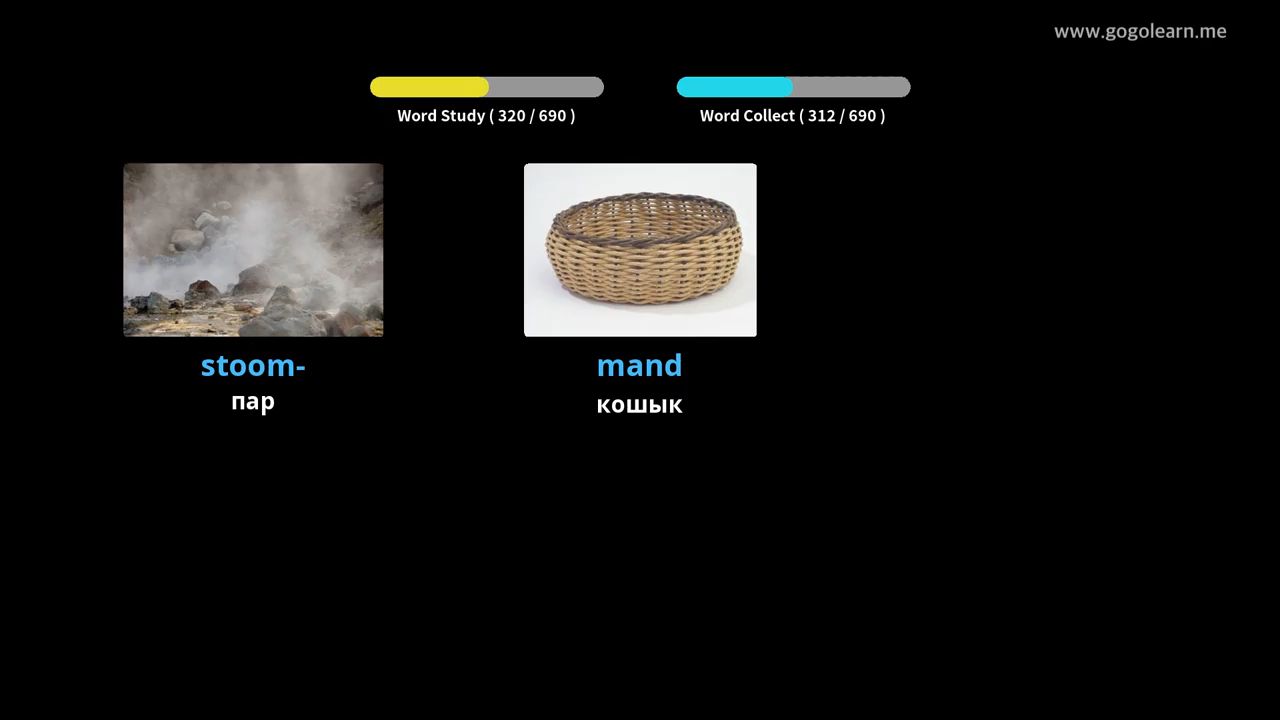 www.gogolearn.me
Word Study ( 320 / 690 )
Word Collect ( 312 / 690 )
stoom-
пар
mand
кошык